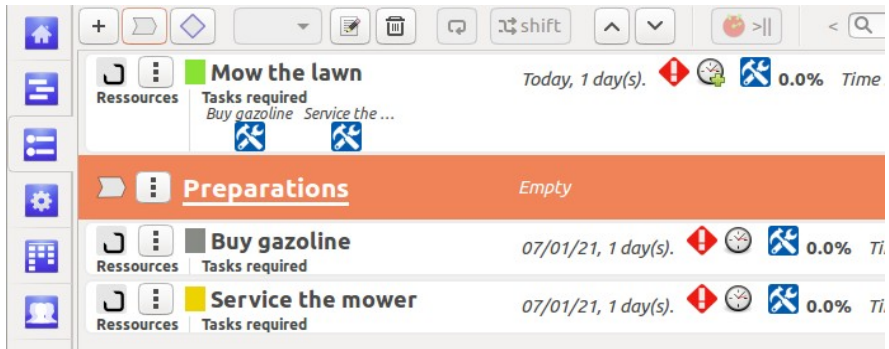 shift >|| <
Mow the lawn Today, 1 day(s). 0.0% Time
Ressources Tasks required
Buy gazoline Service the ...
Preparations Empty
Buy gazoline 07/01/21, 1 day(s). 0.0%
Ressources Tasks required
Service the mower 07/01/21, 1 day(s). 0.0%
Ressources Tasks required